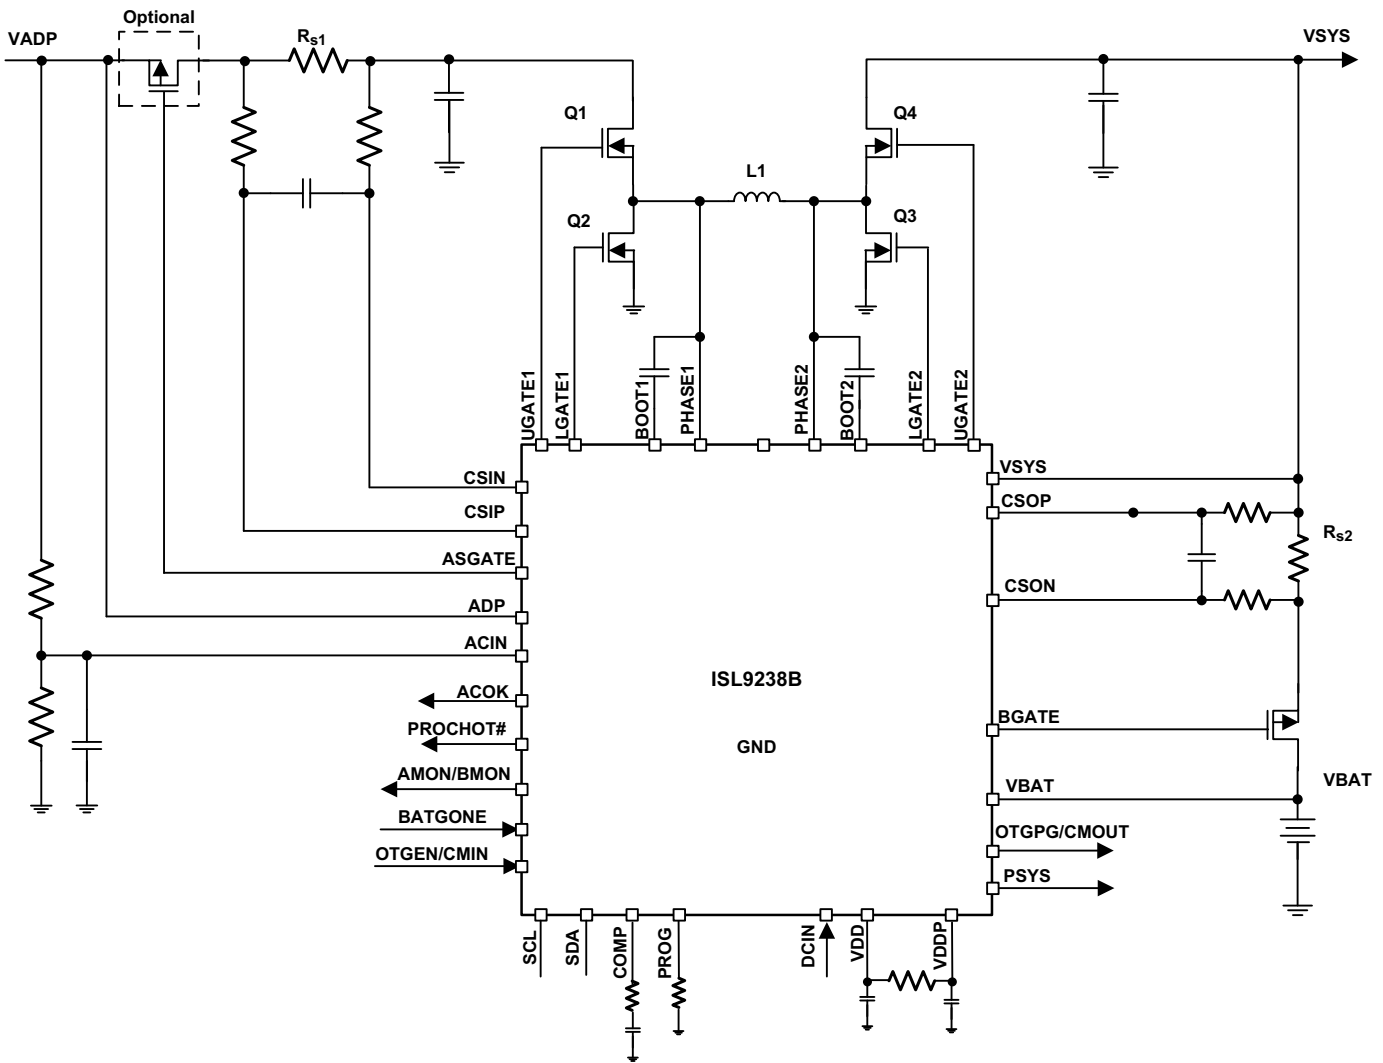 Optional
VADP
Rs1
VSYS
Q1
Q4
L1
Q2
Q3
UGATE1
LGATE1
BOOT1
PHASE1
PHASE2
BOOT2
LGATE2
UGATE2
CSIN
CSIP
ASGATE
ADP
ACIN
ACOK
PROCHOT#
AMON/BMON
BATGONE
OTGEN/CMIN
ISL9238B
GND
VSYS
CSOP
Rs2
CSON
BGATE
VBAT
VBAT
OTGPG/CMOUT
PSYS
SCL
SDA
COMP
PROG
DCIN
VDD
VDDP